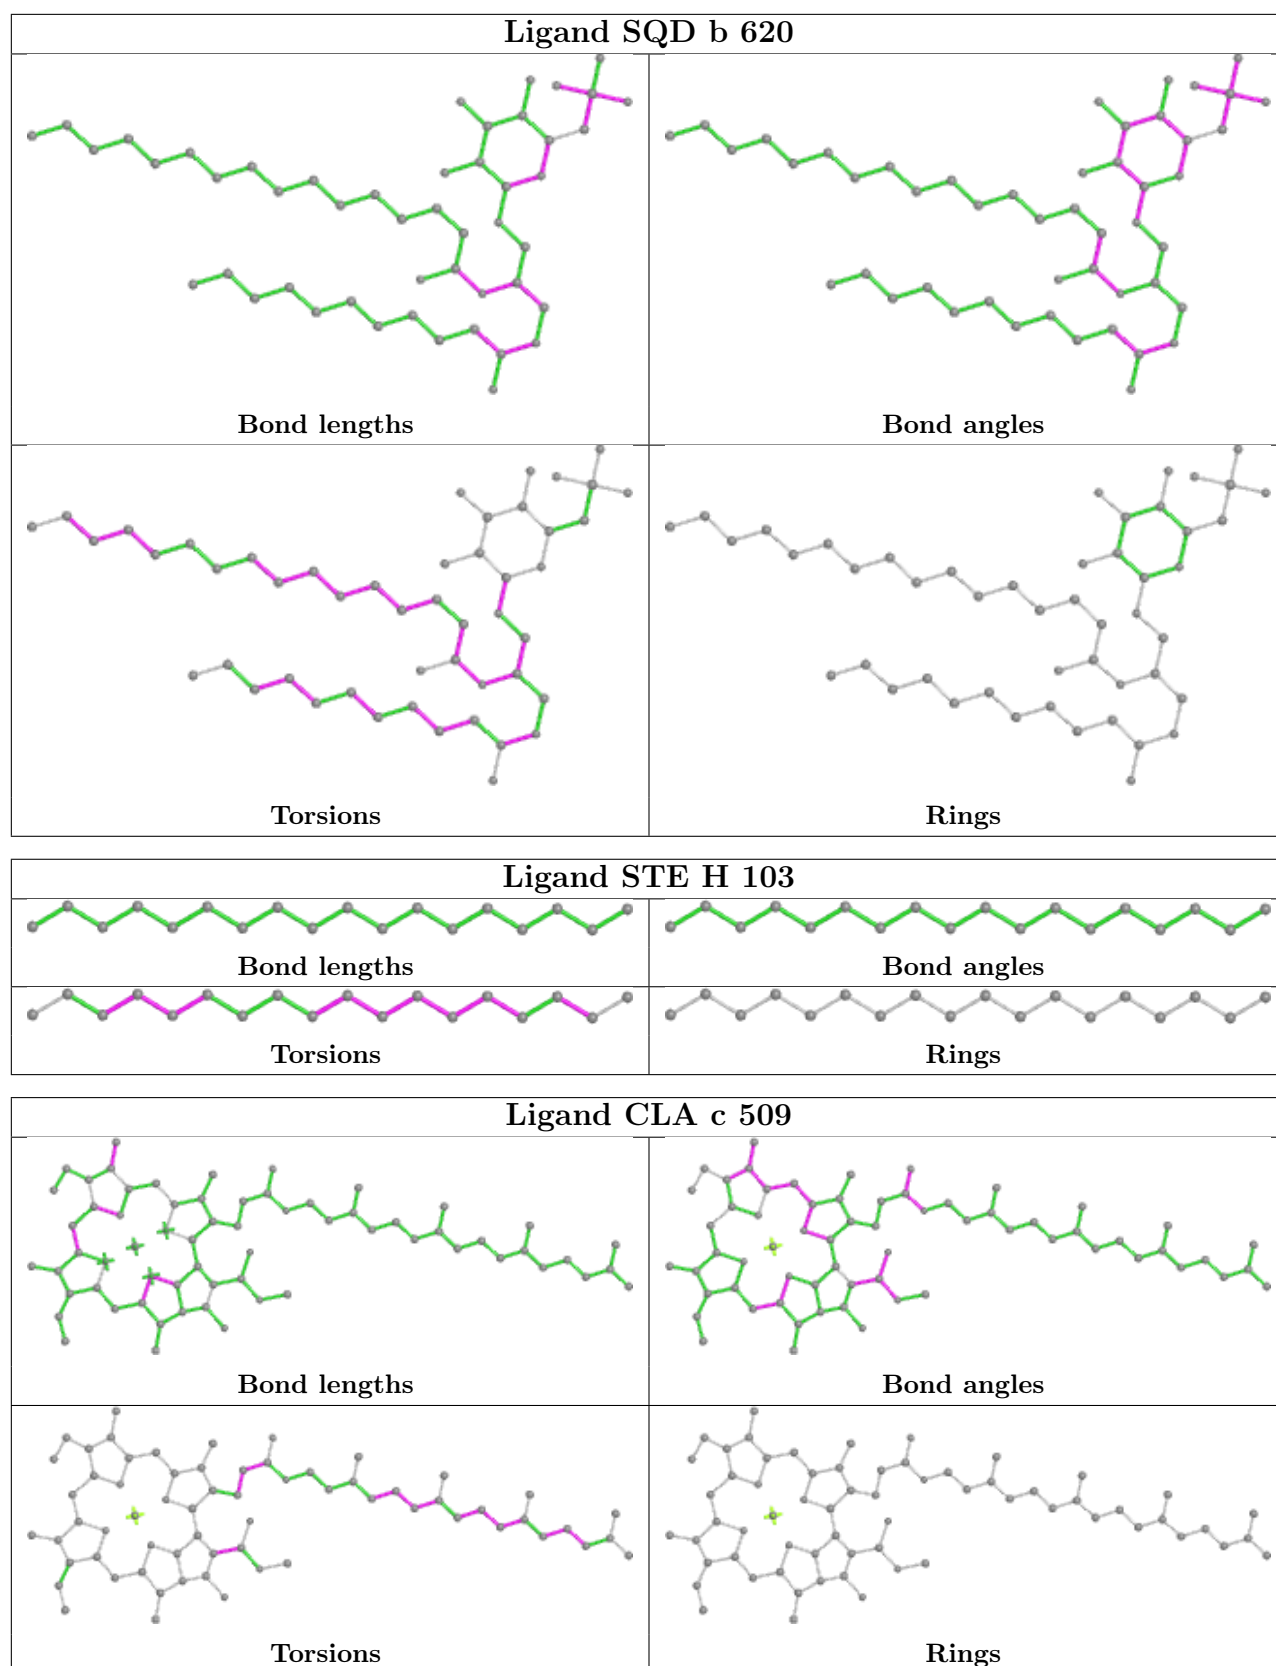 Ligand SQD b 620
Bond lengths
Bond angles
Torsions
Rings
Ligand STE H 103
Bond lengths
Bond angles
Torsions
Rings
Ligand CLA c 509
Bond lengths
Bond angles
Torsions
Rings